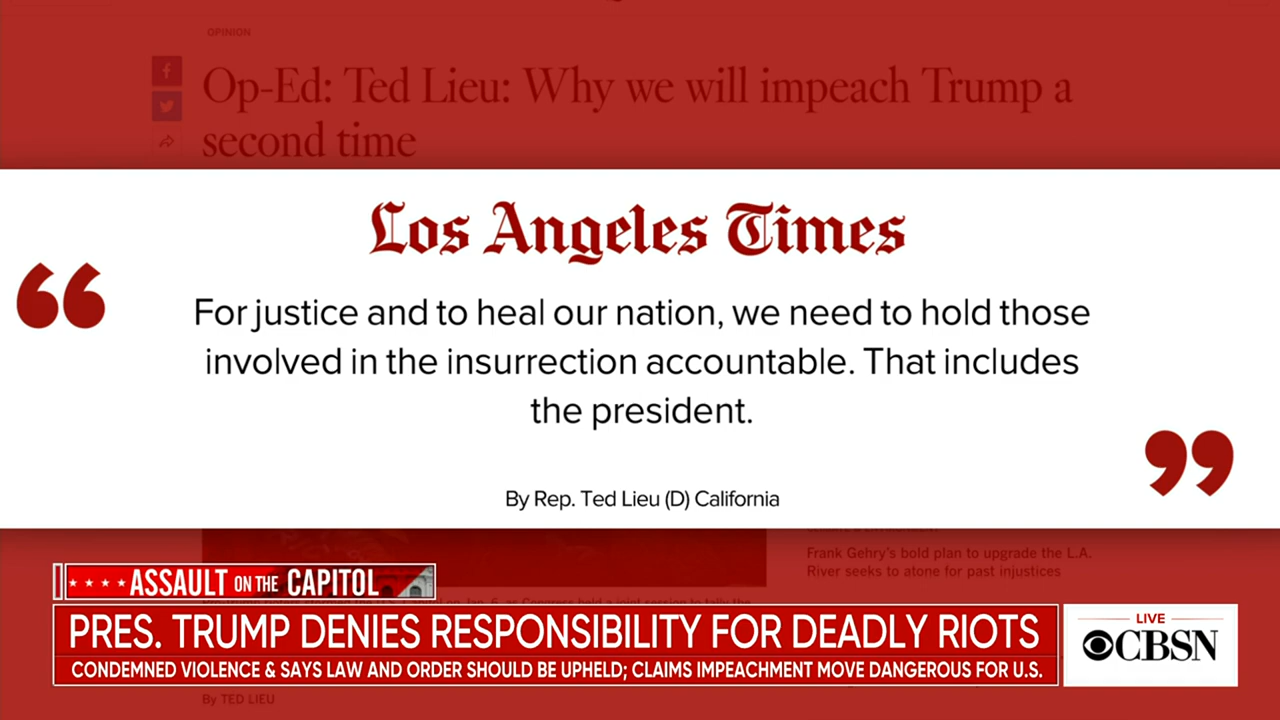 OPINION
Op-Ed: Ted Lieu: Why we will impeach Trump a
second time
Los Angeles Times
“
For justice and to heal our nation, we need to hold those
involved in the insurrection accountable. That includes
the president.
”
By Rep. Ted Lieu (D) California
Frank Gehry's bold plan to upgrade the L.A.
River seeks to atone for past injustices
ASSAULT ON THE CAPITOL
PRES. TRUMP DENIES RESPONSIBILITY FOR DEADLY RIOTS
CONDEMNED VIOLENCE & SAYS LAW AND ORDER SHOULD BE UPHELD; CLAIMS IMPEACHMENT MOVE DANGEROUS FOR U.S.
LIVE
CBSN
By TED LIEU